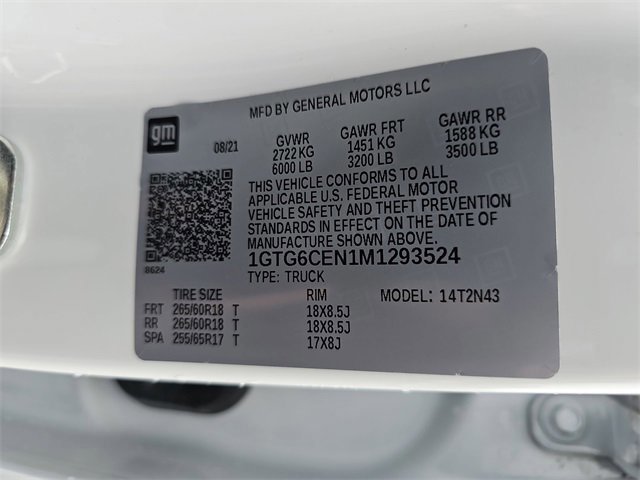 MFD BY GENERAL MOTORS LLC
gm
08/21
GVWR GAWR FRT GAWR RR
2722 KG 1451 KG 1588 KG
6000 LB 3200 LB 3500 LB
THIS VEHICLE CONFORMS TO ALL
APPLICABLE U.S. FEDERAL MOTOR
VEHICLE SAFETY AND THEFT PREVENTION
STANDARDS IN EFFECT ON THE DATE OF
MANUFACTURE SHOWN ABOVE.
8624
1GTG6CEN1M1293524
TYPE: TRUCK
TIRE SIZE RIM MODEL: 14T2N43
FRT 265/60R18 T 18X8.5J
RR 265/60R18 T 18X8.5J
SPA 255/65R17 T 17X8J